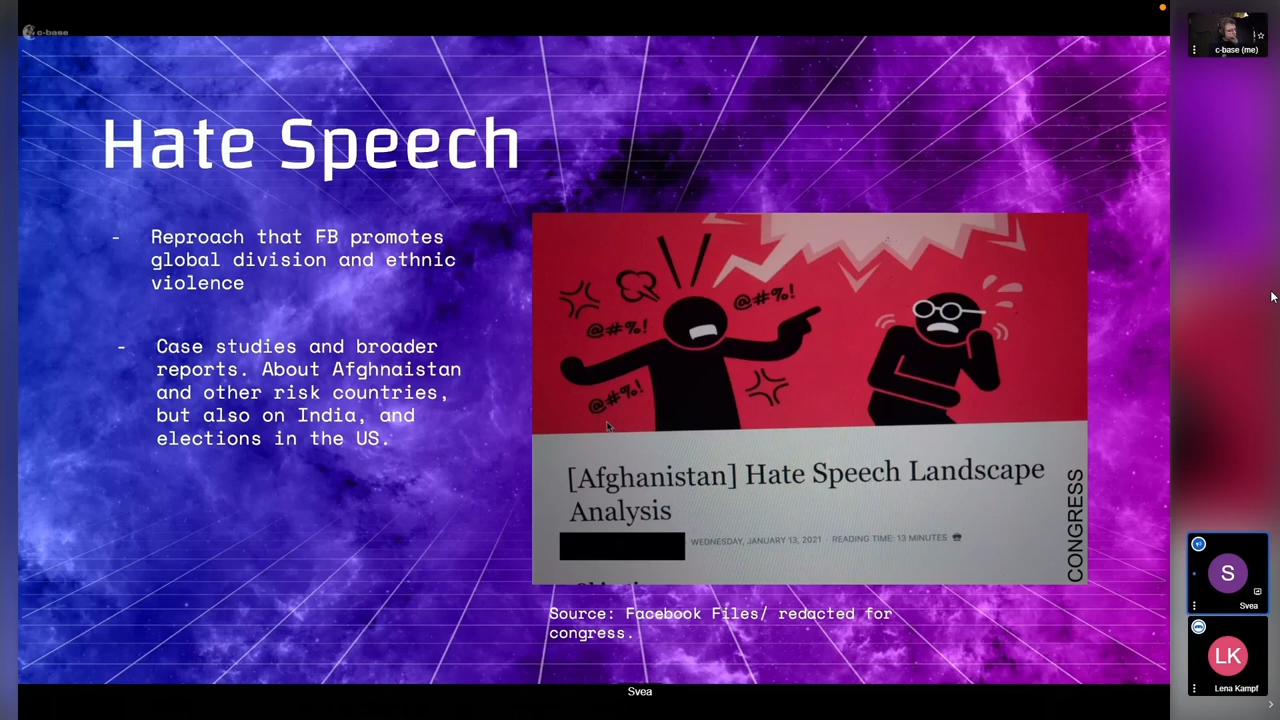 c-base
c-base (me)
Hate Speech
- Reproach that FB promotes
global division and ethnic
violence
- Case studies and broader
reports. About Afghnaistan
and other risk countries,
but also on India, and
elections in the US.
@#%!
@#%!
@#%!
[Afghanistan] Hate Speech Landscape
Analysis
WEDNESDAY, JANUARY 13, 2021 · READING TIME: 13 MINUTES
CONGRESS
Source: Facebook Files/ redacted for
congress.
S
Svea
LK
Lena Kampf
Svea